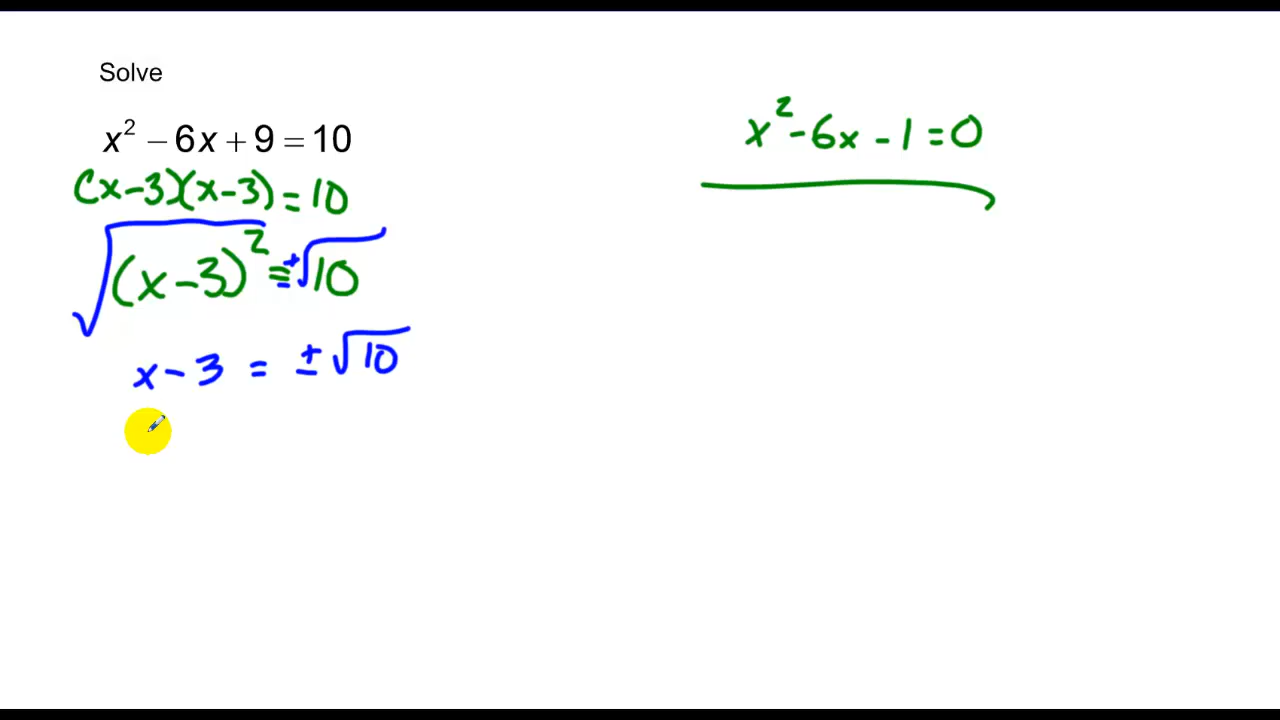 Solve
x² − 6x + 9 = 10
(x-3)(x-3) = 10
√(x-3)² = ±√10
x - 3 = ±√10
x² - 6x - 1 = 0